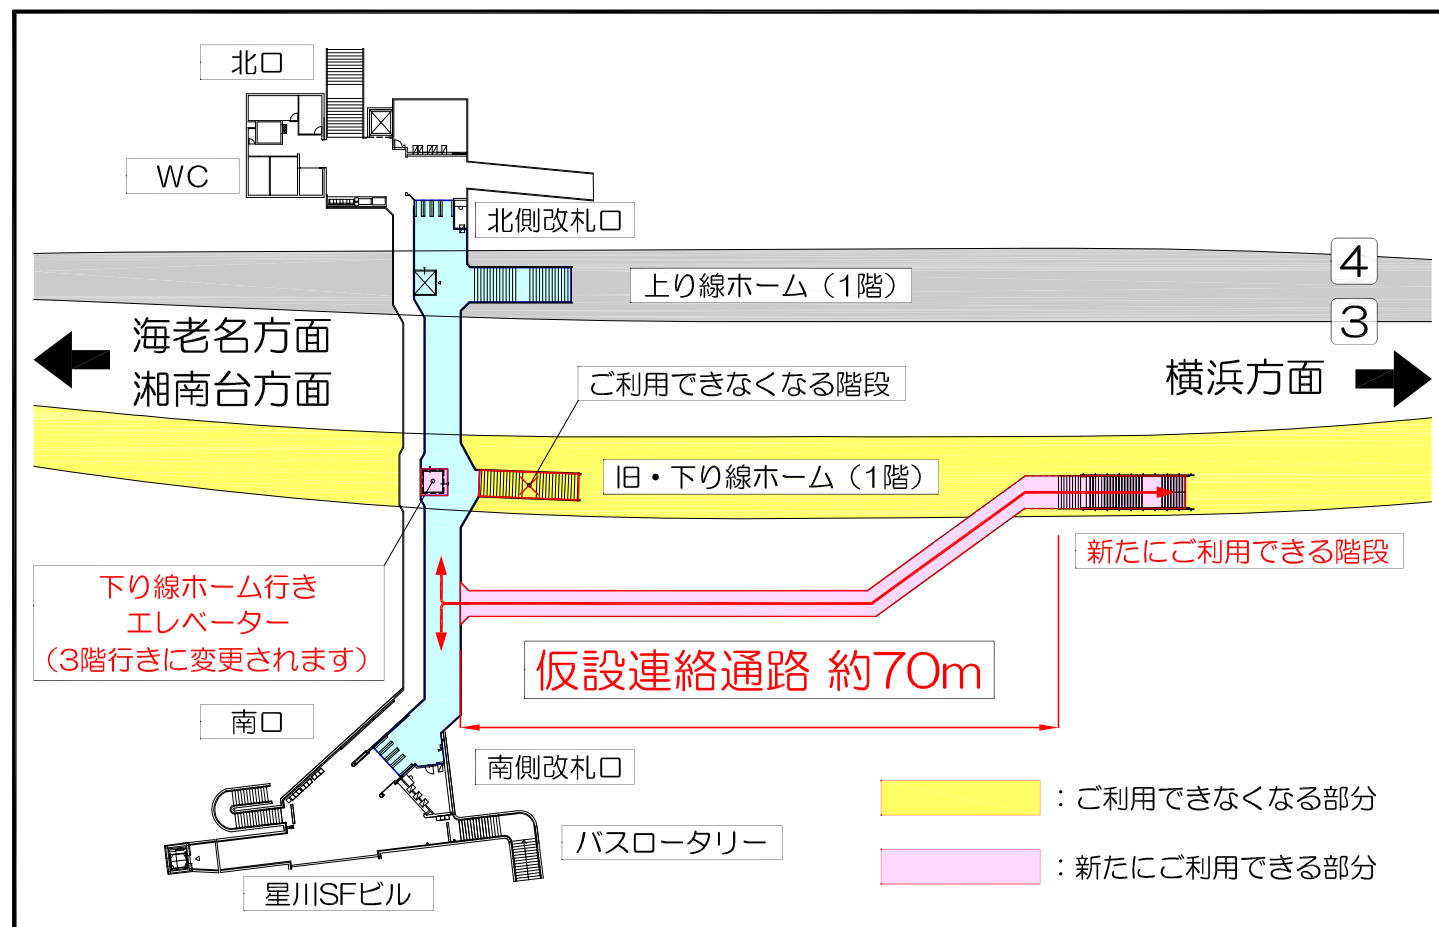 北口
WC
北側改札口
4
上り線ホーム（1階）
3
海老名方面
湘南台方面
横浜方面
ご利用できなくなる階段
旧・下り線ホーム（1階）
新たにご利用できる階段
下り線ホーム行き
エレベーター
（3階行きに変更されます）
仮設連絡通路 約70m
南口
南側改札口
：ご利用できなくなる部分
バスロータリー
：新たにご利用できる部分
星川SFビル